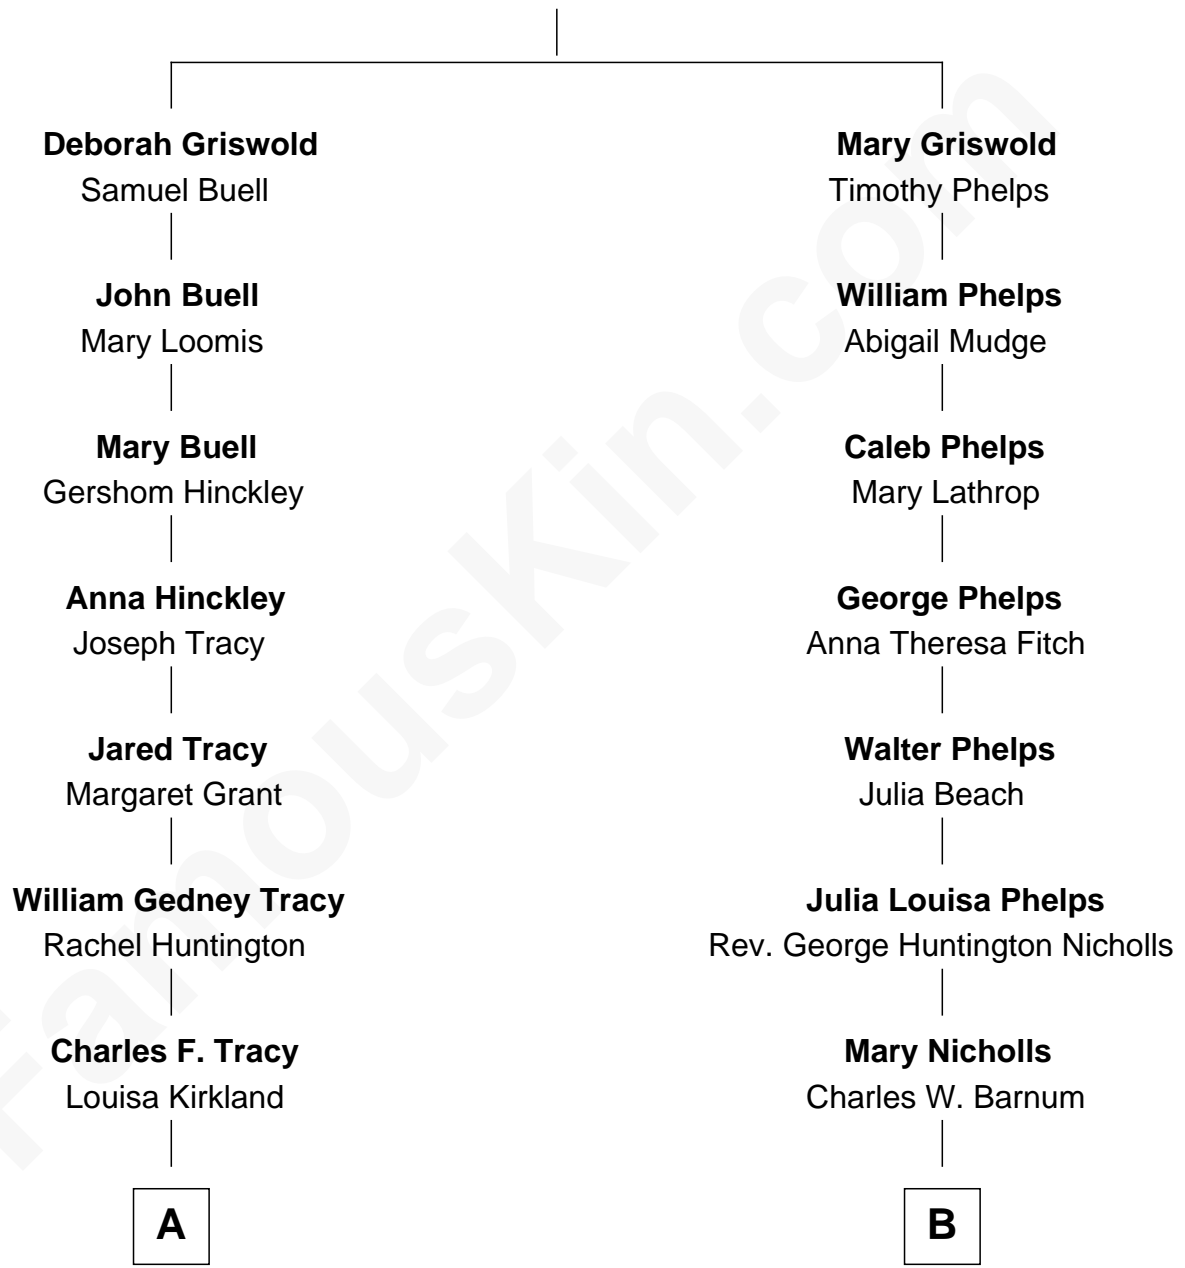 Deborah Griswold
Samuel Buell
John Buell
Mary Loomis
Mary Buell
Gershom Hinckley
Anna Hinckley
Joseph Tracy
Jared Tracy
Margaret Grant
William Gedney Tracy
Rachel Huntington
Charles F. Tracy
Louisa Kirkland
A
Mary Griswold
Timothy Phelps
William Phelps
Abigail Mudge
Caleb Phelps
Mary Lathrop
George Phelps
Anna Theresa Fitch
Walter Phelps
Julia Beach
Julia Louisa Phelps
Rev. George Huntington Nicholls
Mary Nicholls
Charles W. Barnum
B
FamousKin.com